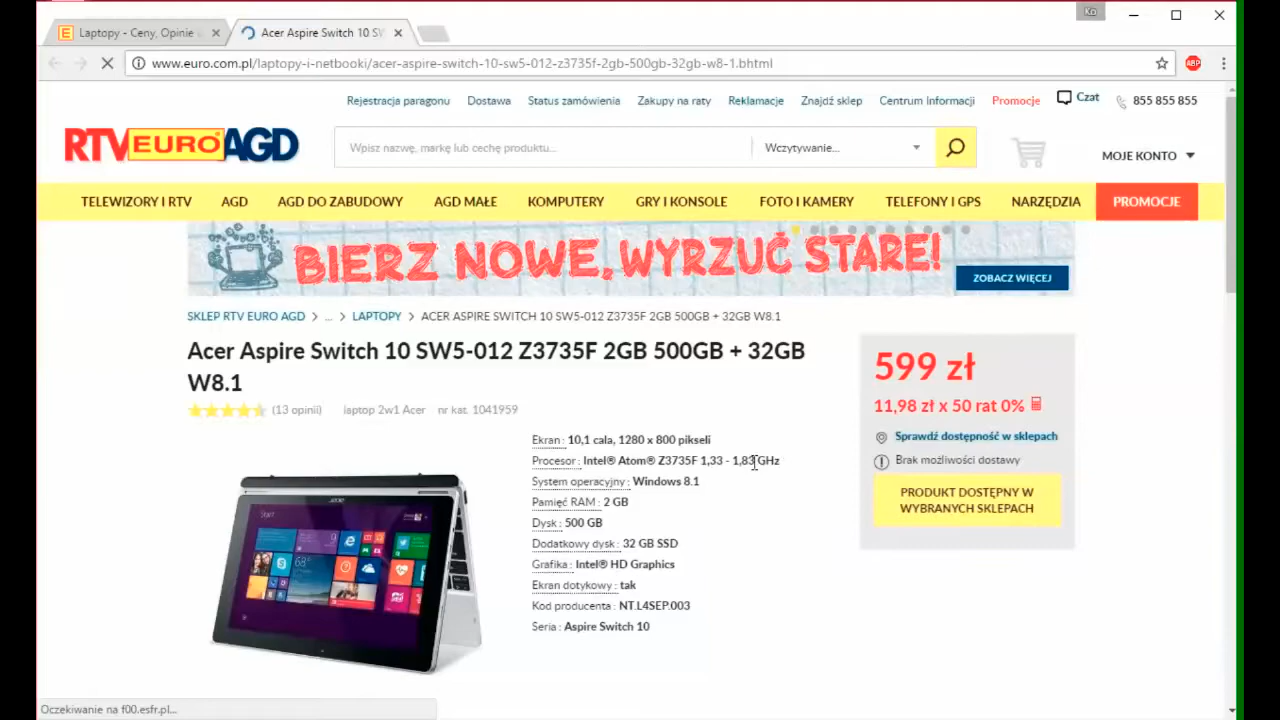 Ko
Laptopy - Ceny, Opinie
Acer Aspire Switch 10 SW
www.euro.com.pl/laptopy-i-netbooki/acer-aspire-switch-10-sw5-012-z3735f-2gb-500gb-32gb-w8-1.bhtml
ABP
Rejestracja paragonu Dostawa Status zamówienia Zakupy na raty Reklamacje Znajdź sklep Centrum Informacji Promocje Czat 855 855 855
RTV EURO AGD
Wpisz nazwę, markę lub cechę produktu... Wczytywanie...
MOJE KONTO
TELEWIZORY I RTV AGD AGD DO ZABUDOWY AGD MAŁE KOMPUTERY GRY I KONSOLE FOTO I KAMERY TELEFONY I GPS NARZĘDZIA PROMOCJE
BIERZ NOWE, WYRZUĆ STARE!
ZOBACZ WIĘCEJ
SKLEP RTV EURO AGD > ... > LAPTOPY > ACER ASPIRE SWITCH 10 SW5-012 Z3735F 2GB 500GB + 32GB W8.1
Acer Aspire Switch 10 SW5-012 Z3735F 2GB 500GB + 32GB
W8.1
(13 opinii) laptop 2w1 Acer nr kat. 1041959
Ekran : 10,1 cala, 1280 x 800 pikseli
Procesor : Intel® Atom® Z3735F 1,33 - 1,83 GHz
System operacyjny : Windows 8.1
Pamięć RAM : 2 GB
Dysk : 500 GB
Dodatkowy dysk : 32 GB SSD
Grafika : Intel® HD Graphics
Ekran dotykowy : tak
Kod producenta : NT.L4SEP.003
Seria : Aspire Switch 10
599 zł
11,98 zł x 50 rat 0%
Sprawdź dostępność w sklepach
Brak możliwości dostawy
PRODUKT DOSTĘPNY W
WYBRANYCH SKLEPACH
acer
Start
68°
Oczekiwanie na f00.esfr.pl...